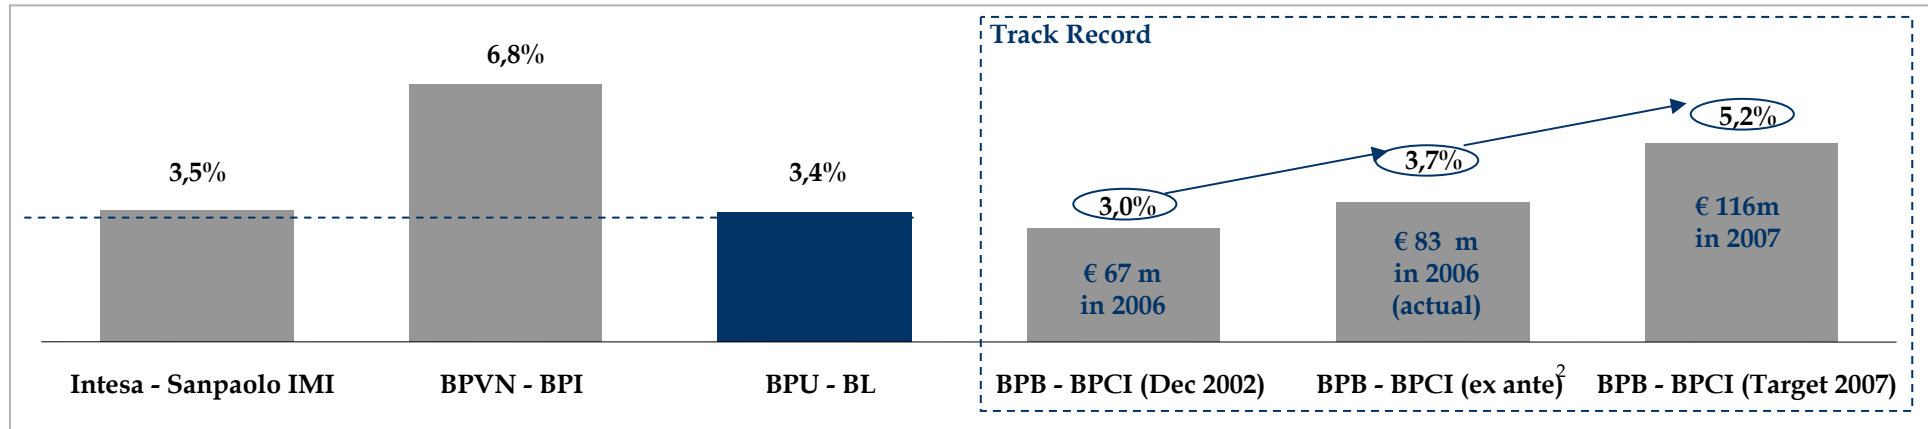 Track Record
3,5%
6,8%
3,4%
3,0%
3,7%
5,2%
€ 67 m
in 2006
€ 83 m
in 2006
(actual)
€ 116m
in 2007
Intesa - Sanpaolo IMI
BPVN - BPI
BPU - BL
BPB - BPCI (Dec 2002)
BPB - BPCI (ex ante)2
BPB - BPCI (Target 2007)